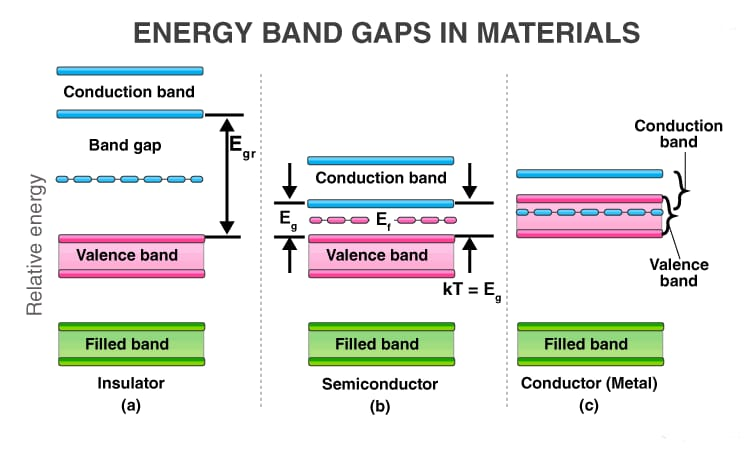 ENERGY BAND GAPS IN MATERIALS
Relative energy
Conduction band
Band gap
Egr
Valence band
Filled band
Insulator
(a)
Conduction band
Eg
Ef
Valence band
kT = Eg
Filled band
Semiconductor
(b)
Conduction
band
Valence
band
Filled band
Conductor (Metal)
(c)